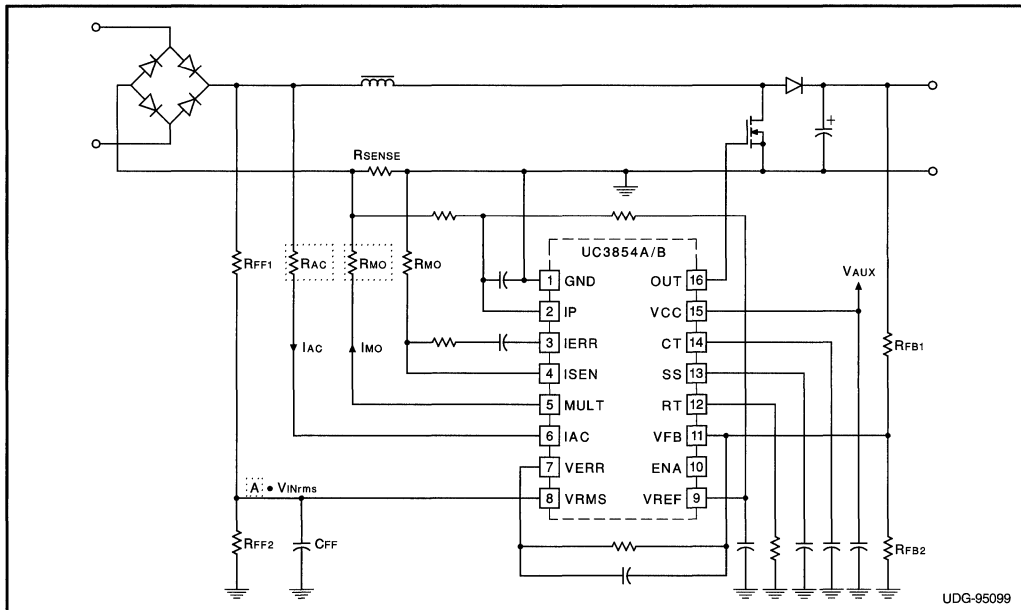 RSENSE
UC3854A/B
RFF1
RAC
RMO
RMO
IAC
IMO
1 GND
2 IP
3 IERR
4 ISEN
5 MULT
6 IAC
7 VERR
8 VRMS
OUT 16
VCC 15
CT 14
SS 13
RT 12
VFB 11
ENA 10
VREF 9
VAUX
+
RFB1
A • VINrms
RFF2
CFF
RFB2
UDG-95099